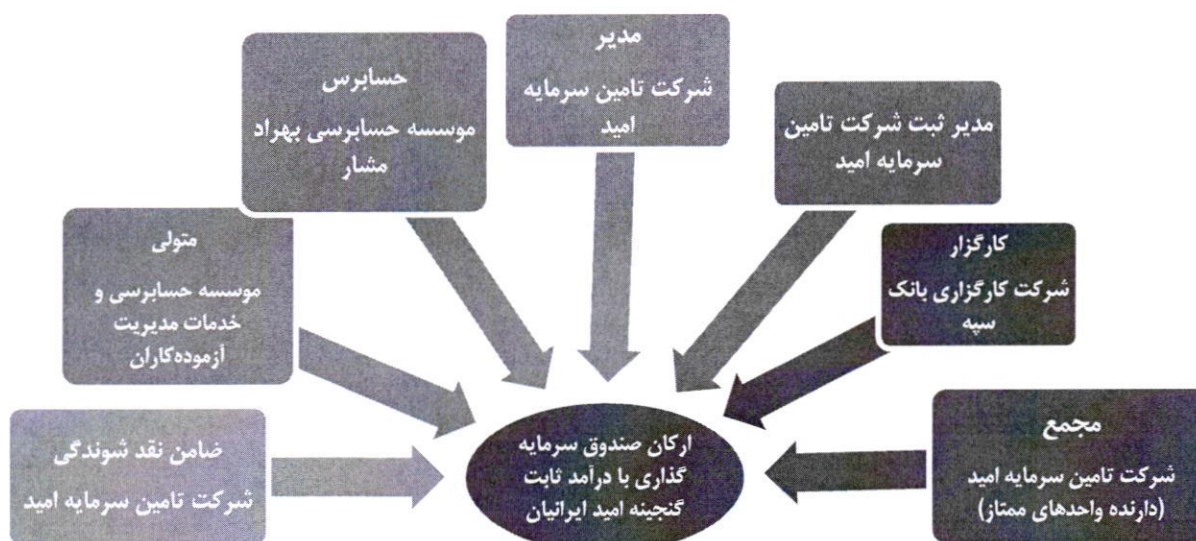 مدیر
شرکت تامین سرمایه
امید
حسابرس
موسسه حسابرسی بهراد
مشار
مدیر ثبت شرکت تامین
سرمایه امید
متولی
موسسه حسابرسی و
خدمات مدیریت
آزموده‌کاران
کارگزار
شرکت کارگزاری بانک
سپه
ضامن نقد شوندگی
شرکت تامین سرمایه امید
ارکان صندوق سرمایه
گذاری با درآمد ثابت
گنجینه امید ایرانیان
مجمع
شرکت تامین سرمایه امید
(دارنده واحدهای ممتاز)